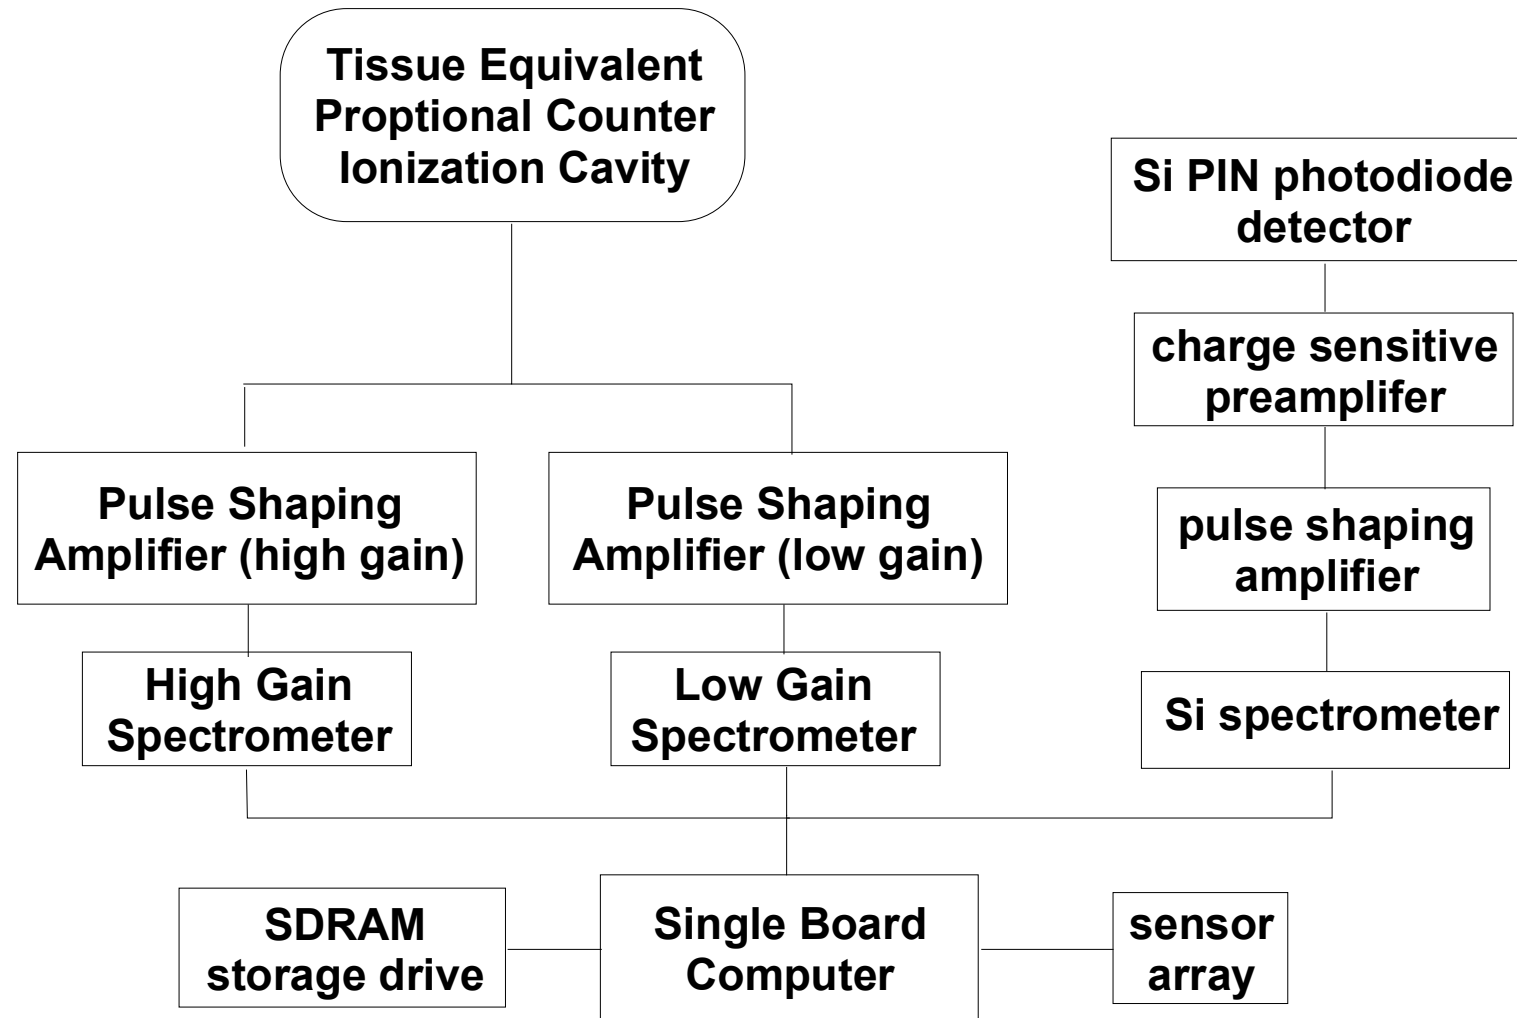 Tissue Equivalent
Proptional Counter
Ionization Cavity
Si PIN photodiode
detector
charge sensitive
preamplifer
Pulse Shaping
Amplifier (high gain)
Pulse Shaping
Amplifier (low gain)
pulse shaping
amplifier
High Gain
Spectrometer
Low Gain
Spectrometer
Si spectrometer
SDRAM
storage drive
Single Board
Computer
sensor
array